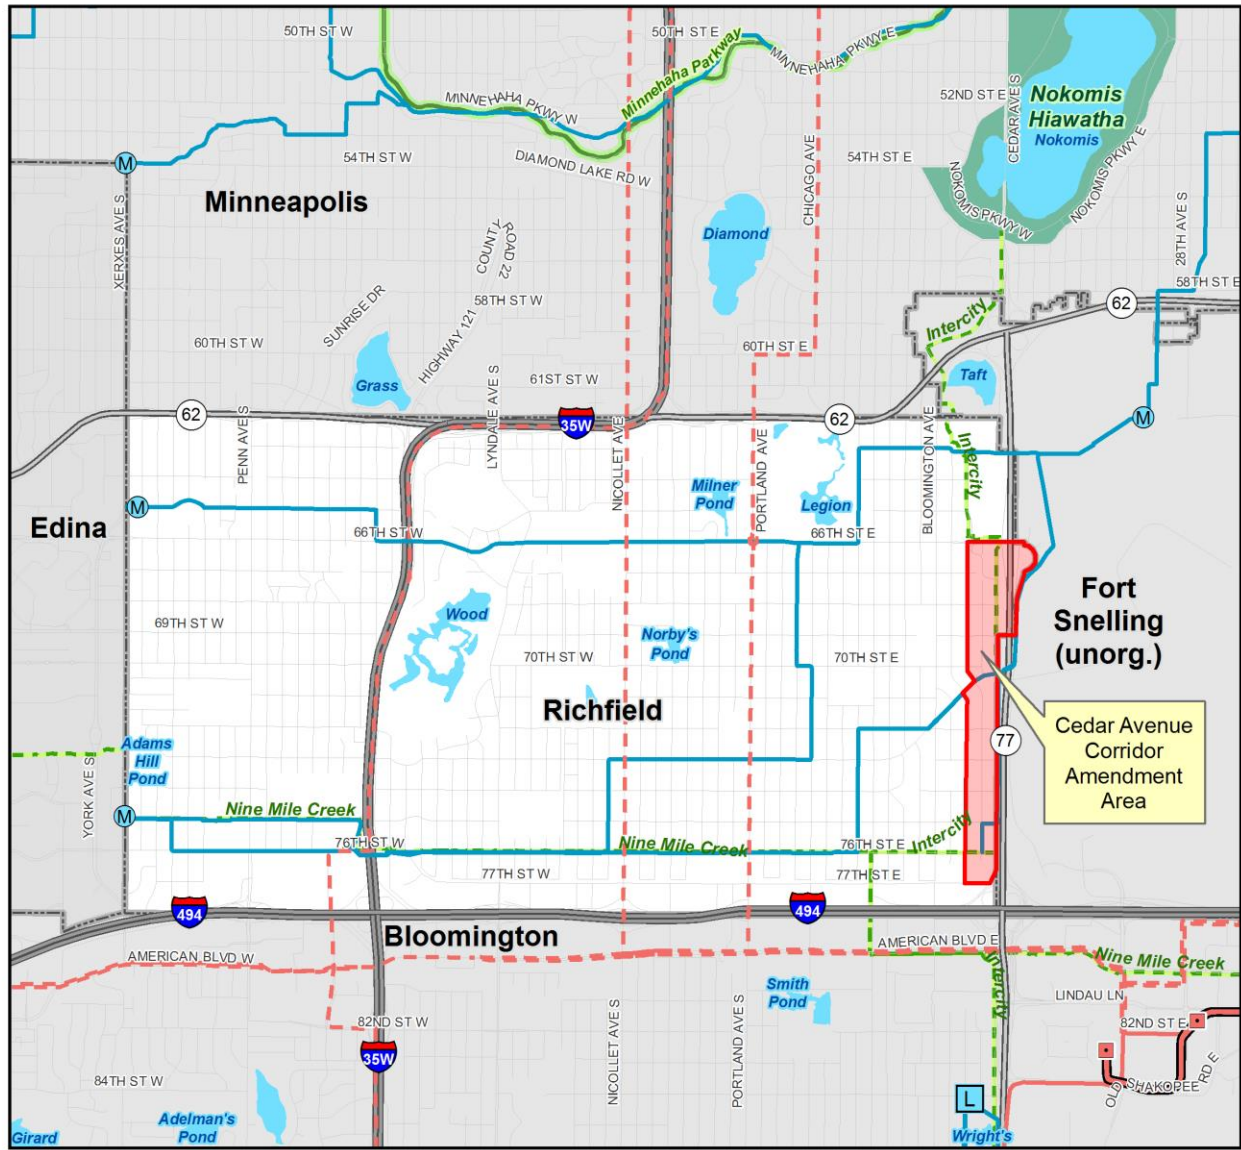 50TH ST W
50TH ST E
MINNEHAHA PKWY E
Minnehaha Parkway
MINNEHAHA PKWY W
CEDAR AVE S
52ND ST E
Nokomis
Hiawatha
Nokomis
54TH ST W
DIAMOND LAKE RD W
54TH ST E
CHICAGO AVE
NOKOMIS PKWY W
NOKOMIS PKWY E
M
Minneapolis
XERXES AVE S
COUNTY
ROAD 22
Diamond
28TH AVE S
58TH ST W
58TH ST E
SUNRISE DR
HIGHWAY 121
Intercity
62
60TH ST W
60TH ST E
Grass
61ST ST W
Taft
62
PENN AVE S
LYNDALE AVE S
35W
NICOLLET AVE
62
BLOOMINGTON AVE
M
Intercity
PORTLAND AVE
Milner
Pond
Legion
M
Edina
66TH ST W
66TH ST E
Fort
Snelling
(unorg.)
Wood
69TH ST W
Norby's
Pond
70TH ST W
70TH ST E
Richfield
Cedar Avenue
Corridor
Amendment
Area
77
Adams
Hill
Pond
YORK AVE S
M
Nine Mile Creek
76TH ST W
Nine Mile Creek
76TH ST E
Intercity
77TH ST W
77TH ST E
494
494
Bloomington
AMERICAN BLVD W
AMERICAN BLVD E
Nine Mile Creek
Intercity
Smith
Pond
LINDAU LN
82ND ST W
82ND ST E
NICOLLET AVE S
PORTLAND AVE S
35W
84TH ST W
OLD SHAKOPEE RD E
L
Adelman's
Pond
Girard
Wright's